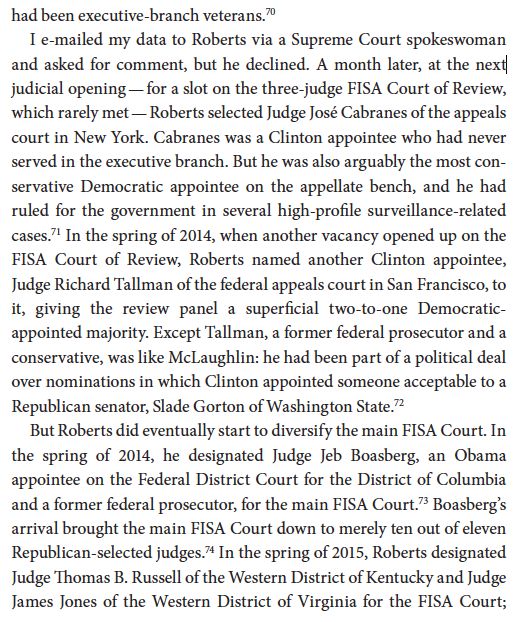 had been executive-branch veterans.70
I e-mailed my data to Roberts via a Supreme Court spokeswoman
and asked for comment, but he declined. A month later, at the next
judicial opening — for a slot on the three-judge FISA Court of Review,
which rarely met — Roberts selected Judge José Cabranes of the appeals
court in New York. Cabranes was a Clinton appointee who had never
served in the executive branch. But he was also arguably the most con-
servative Democratic appointee on the appellate bench, and he had
ruled for the government in several high-profile surveillance-related
cases.71 In the spring of 2014, when another vacancy opened up on the
FISA Court of Review, Roberts named another Clinton appointee,
Judge Richard Tallman of the federal appeals court in San Francisco, to
it, giving the review panel a superficial two-to-one Democratic-
appointed majority. Except Tallman, a former federal prosecutor and a
conservative, was like McLaughlin: he had been part of a political deal
over nominations in which Clinton appointed someone acceptable to a
Republican senator, Slade Gorton of Washington State.72
But Roberts did eventually start to diversify the main FISA Court. In
the spring of 2014, he designated Judge Jeb Boasberg, an Obama
appointee on the Federal District Court for the District of Columbia
and a former federal prosecutor, for the main FISA Court.73 Boasberg's
arrival brought the main FISA Court down to merely ten out of eleven
Republican-selected judges.74 In the spring of 2015, Roberts designated
Judge Thomas B. Russell of the Western District of Kentucky and Judge
James Jones of the Western District of Virginia for the FISA Court;